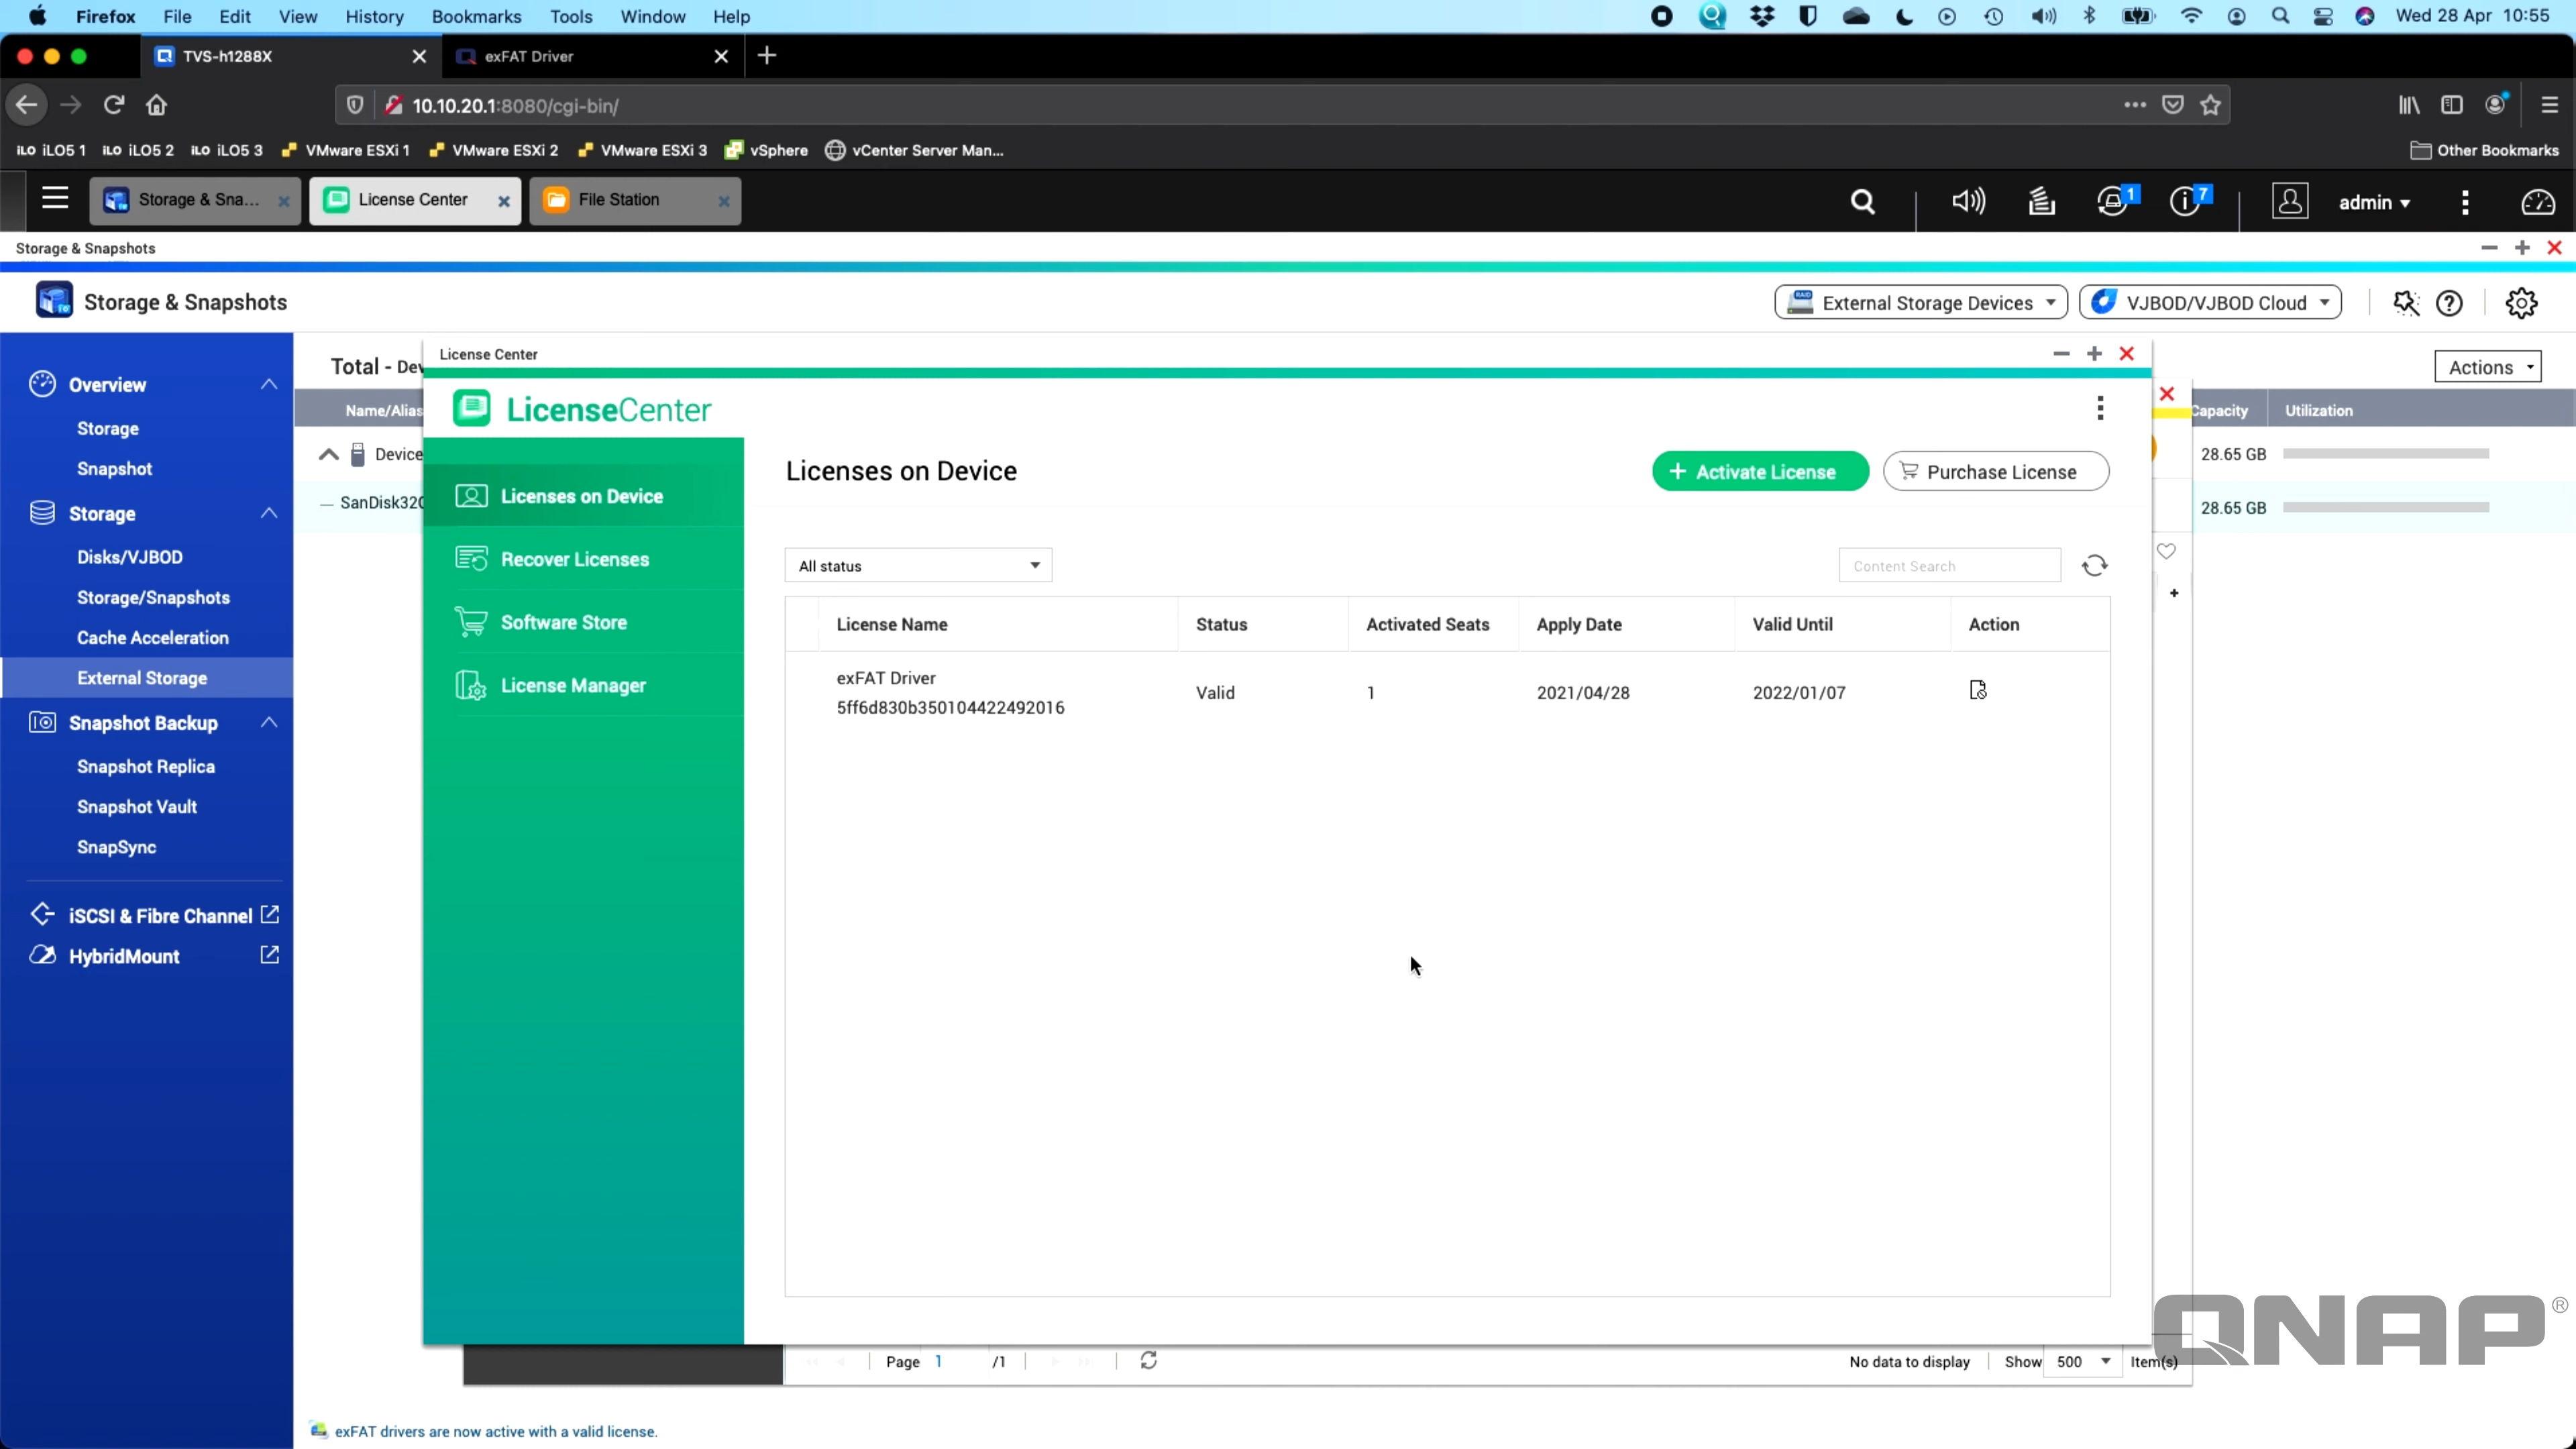 Firefox File Edit View History Bookmarks Tools Window Help Wed 28 Apr 10:55
TVS-h1288X exFAT Driver
10.10.20.1:8080/cgi-bin/
iLO iLO5 1 iLO iLO5 2 iLO iLO5 3 VMware ESXi 1 VMware ESXi 2 VMware ESXi 3 vSphere vCenter Server Man... Other Bookmarks
Storage & Sna... License Center File Station 1 7 admin
Storage & Snapshots
Storage & Snapshots External Storage Devices VJBOD/VJBOD Cloud
Overview
Storage
Snapshot
Storage
Disks/VJBOD
Storage/Snapshots
Cache Acceleration
External Storage
Snapshot Backup
Snapshot Replica
Snapshot Vault
SnapSync
iSCSI & Fibre Channel
HybridMount
Total - Dev
Actions
Name/Alias
Capacity Utilization
Device
28.65 GB
SanDisk320
28.65 GB
License Center
LicenseCenter
Licenses on Device
Recover Licenses
Software Store
License Manager
Licenses on Device
Activate License Purchase License
All status Content Search
License Name Status Activated Seats Apply Date Valid Until Action
exFAT Driver
5ff6d830b350104422492016 Valid 1 2021/04/28 2022/01/07
Page 1 /1 No data to display Show 500 Item(s)
QNAP®
exFAT drivers are now active with a valid license.